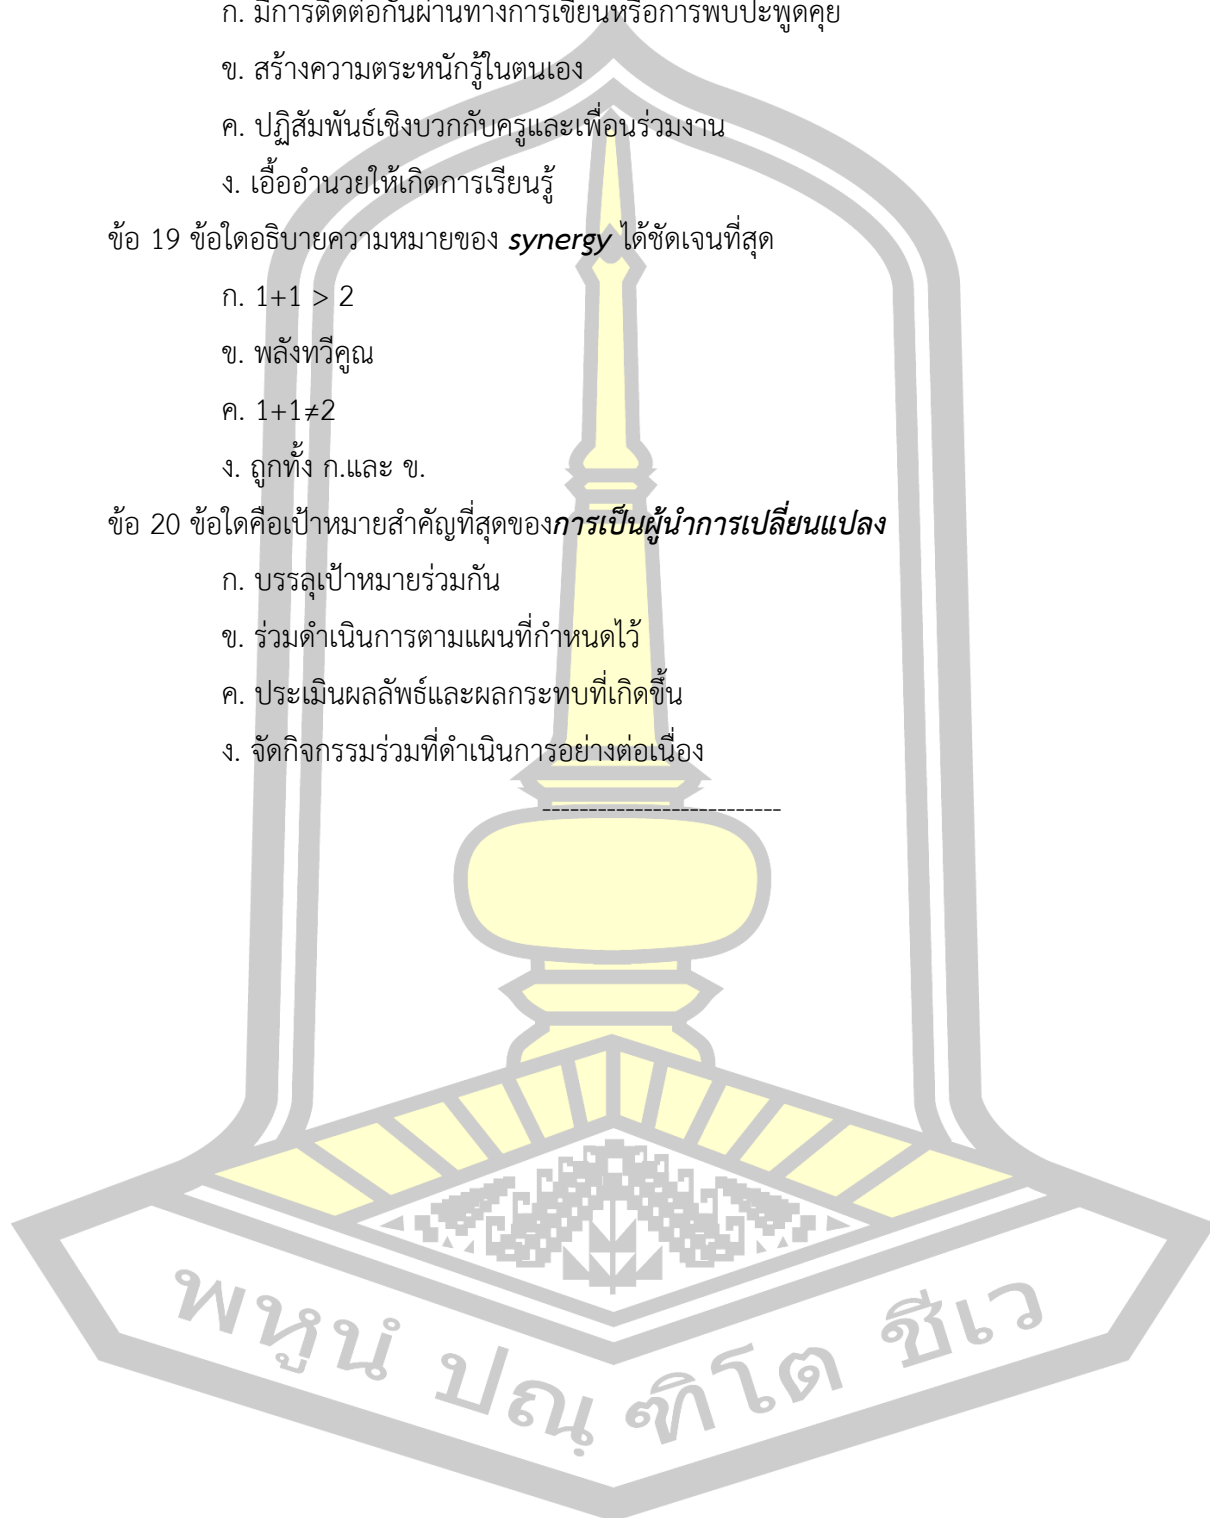 ก. มีการติดต่อกันผ่านทางการเขียนหรือการพบปะพูดคุย
ข. สร้างความตระหนักรู้ในตนเอง
ค. ปฏิสัมพันธ์เชิงบวกกับครูและเพื่อนร่วมงาน
ง. เอื้ออำนวยให้เกิดการเรียนรู้
ข้อ 19 ข้อใดอธิบายความหมายของ synergy ได้ชัดเจนที่สุด
ก. 1+1 > 2
ข. พลังทวีคูณ
ค. 1+1≠2
ง. ถูกทั้ง ก.และ ข.
ข้อ 20 ข้อใดคือเป้าหมายสำคัญที่สุดของการเป็นผู้นำการเปลี่ยนแปลง
ก. บรรลุเป้าหมายร่วมกัน
ข. ร่วมดำเนินการตามแผนที่กำหนดไว้
ค. ประเมินผลลัพธ์และผลกระทบที่เกิดขึ้น
ง. จัดกิจกรรมร่วมที่ดำเนินการอย่างต่อเนื่อง
--------------------------
พหูนํ ปณฺฑิโต ชีเว